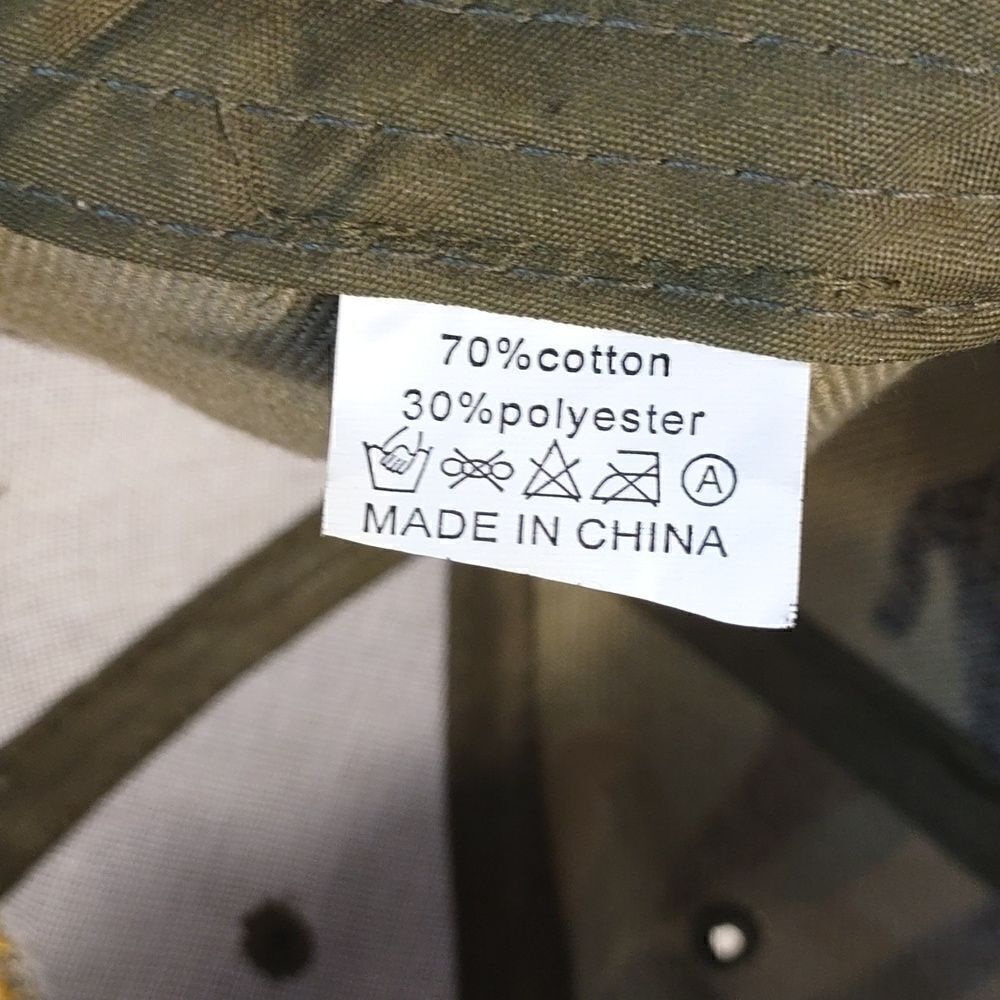 70%cotton
30%polyester
A
MADE IN CHINA